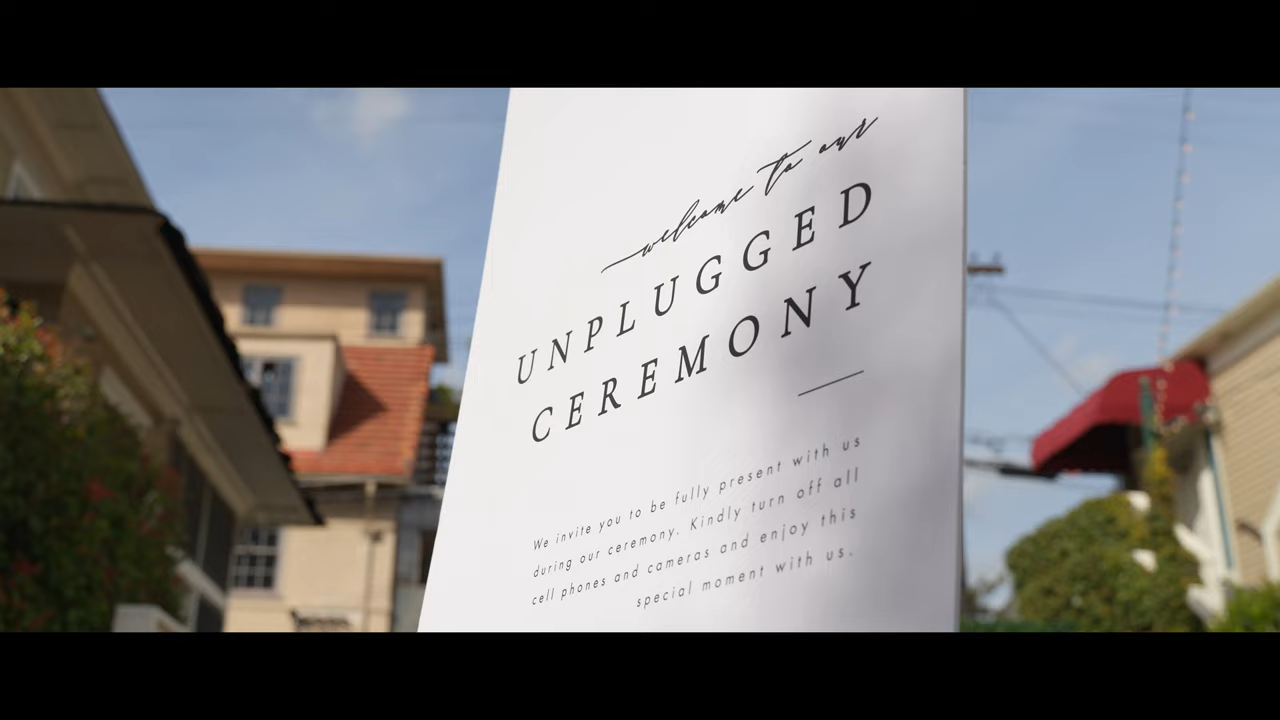 welcome to our
UNPLUGGED
CEREMONY
We invite you to be fully present with us
during our ceremony. Kindly turn off all
cell phones and cameras and enjoy this
special moment with us.